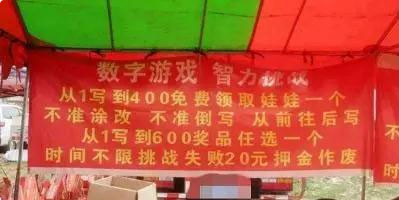 数字游戏 智力挑战
从1写到400免费领取娃娃一个
不准涂改 不准倒写 从前往后写
从1写到600奖品任选一个
时间不限挑战失败20元押金作废